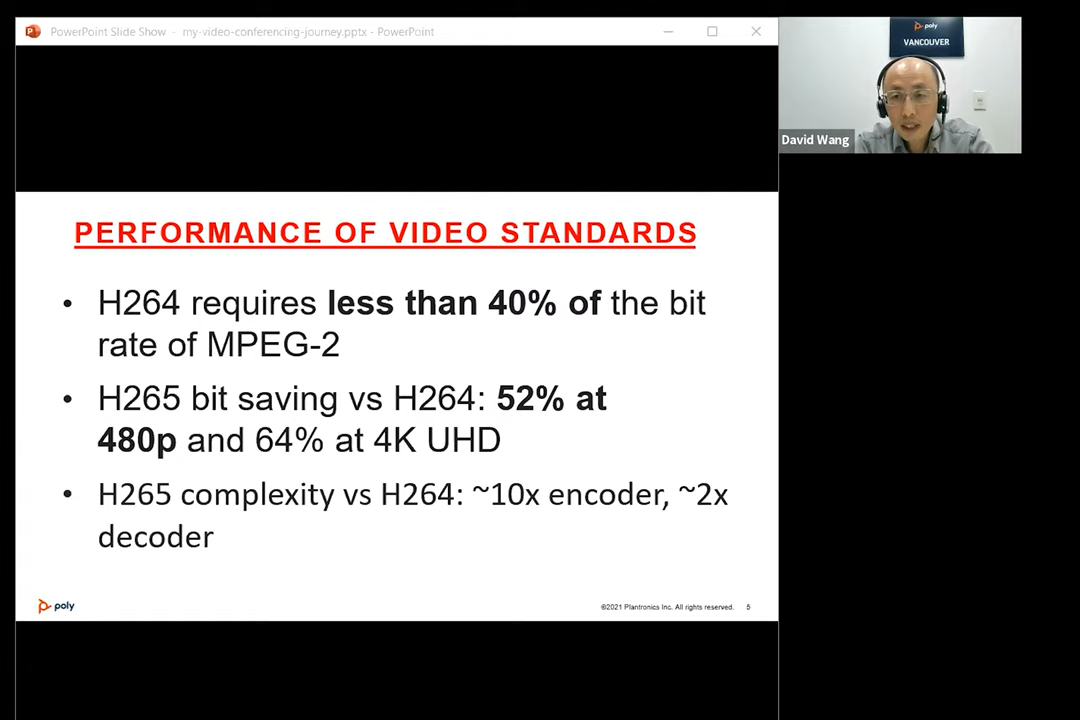 PowerPoint Slide Show - my-video-conferencing-journey.pptx - PowerPoint
poly
VANCOUVER
David Wang
PERFORMANCE OF VIDEO STANDARDS
• H264 requires less than 40% of the bit
rate of MPEG-2
• H265 bit saving vs H264: 52% at
480p and 64% at 4K UHD
• H265 complexity vs H264: ~10x encoder, ~2x
decoder
poly
©2021 Plantronics Inc. All rights reserved. 5